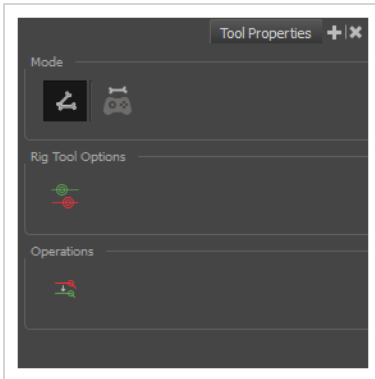 Tool Properties
Mode
Rig Tool Options
Operations